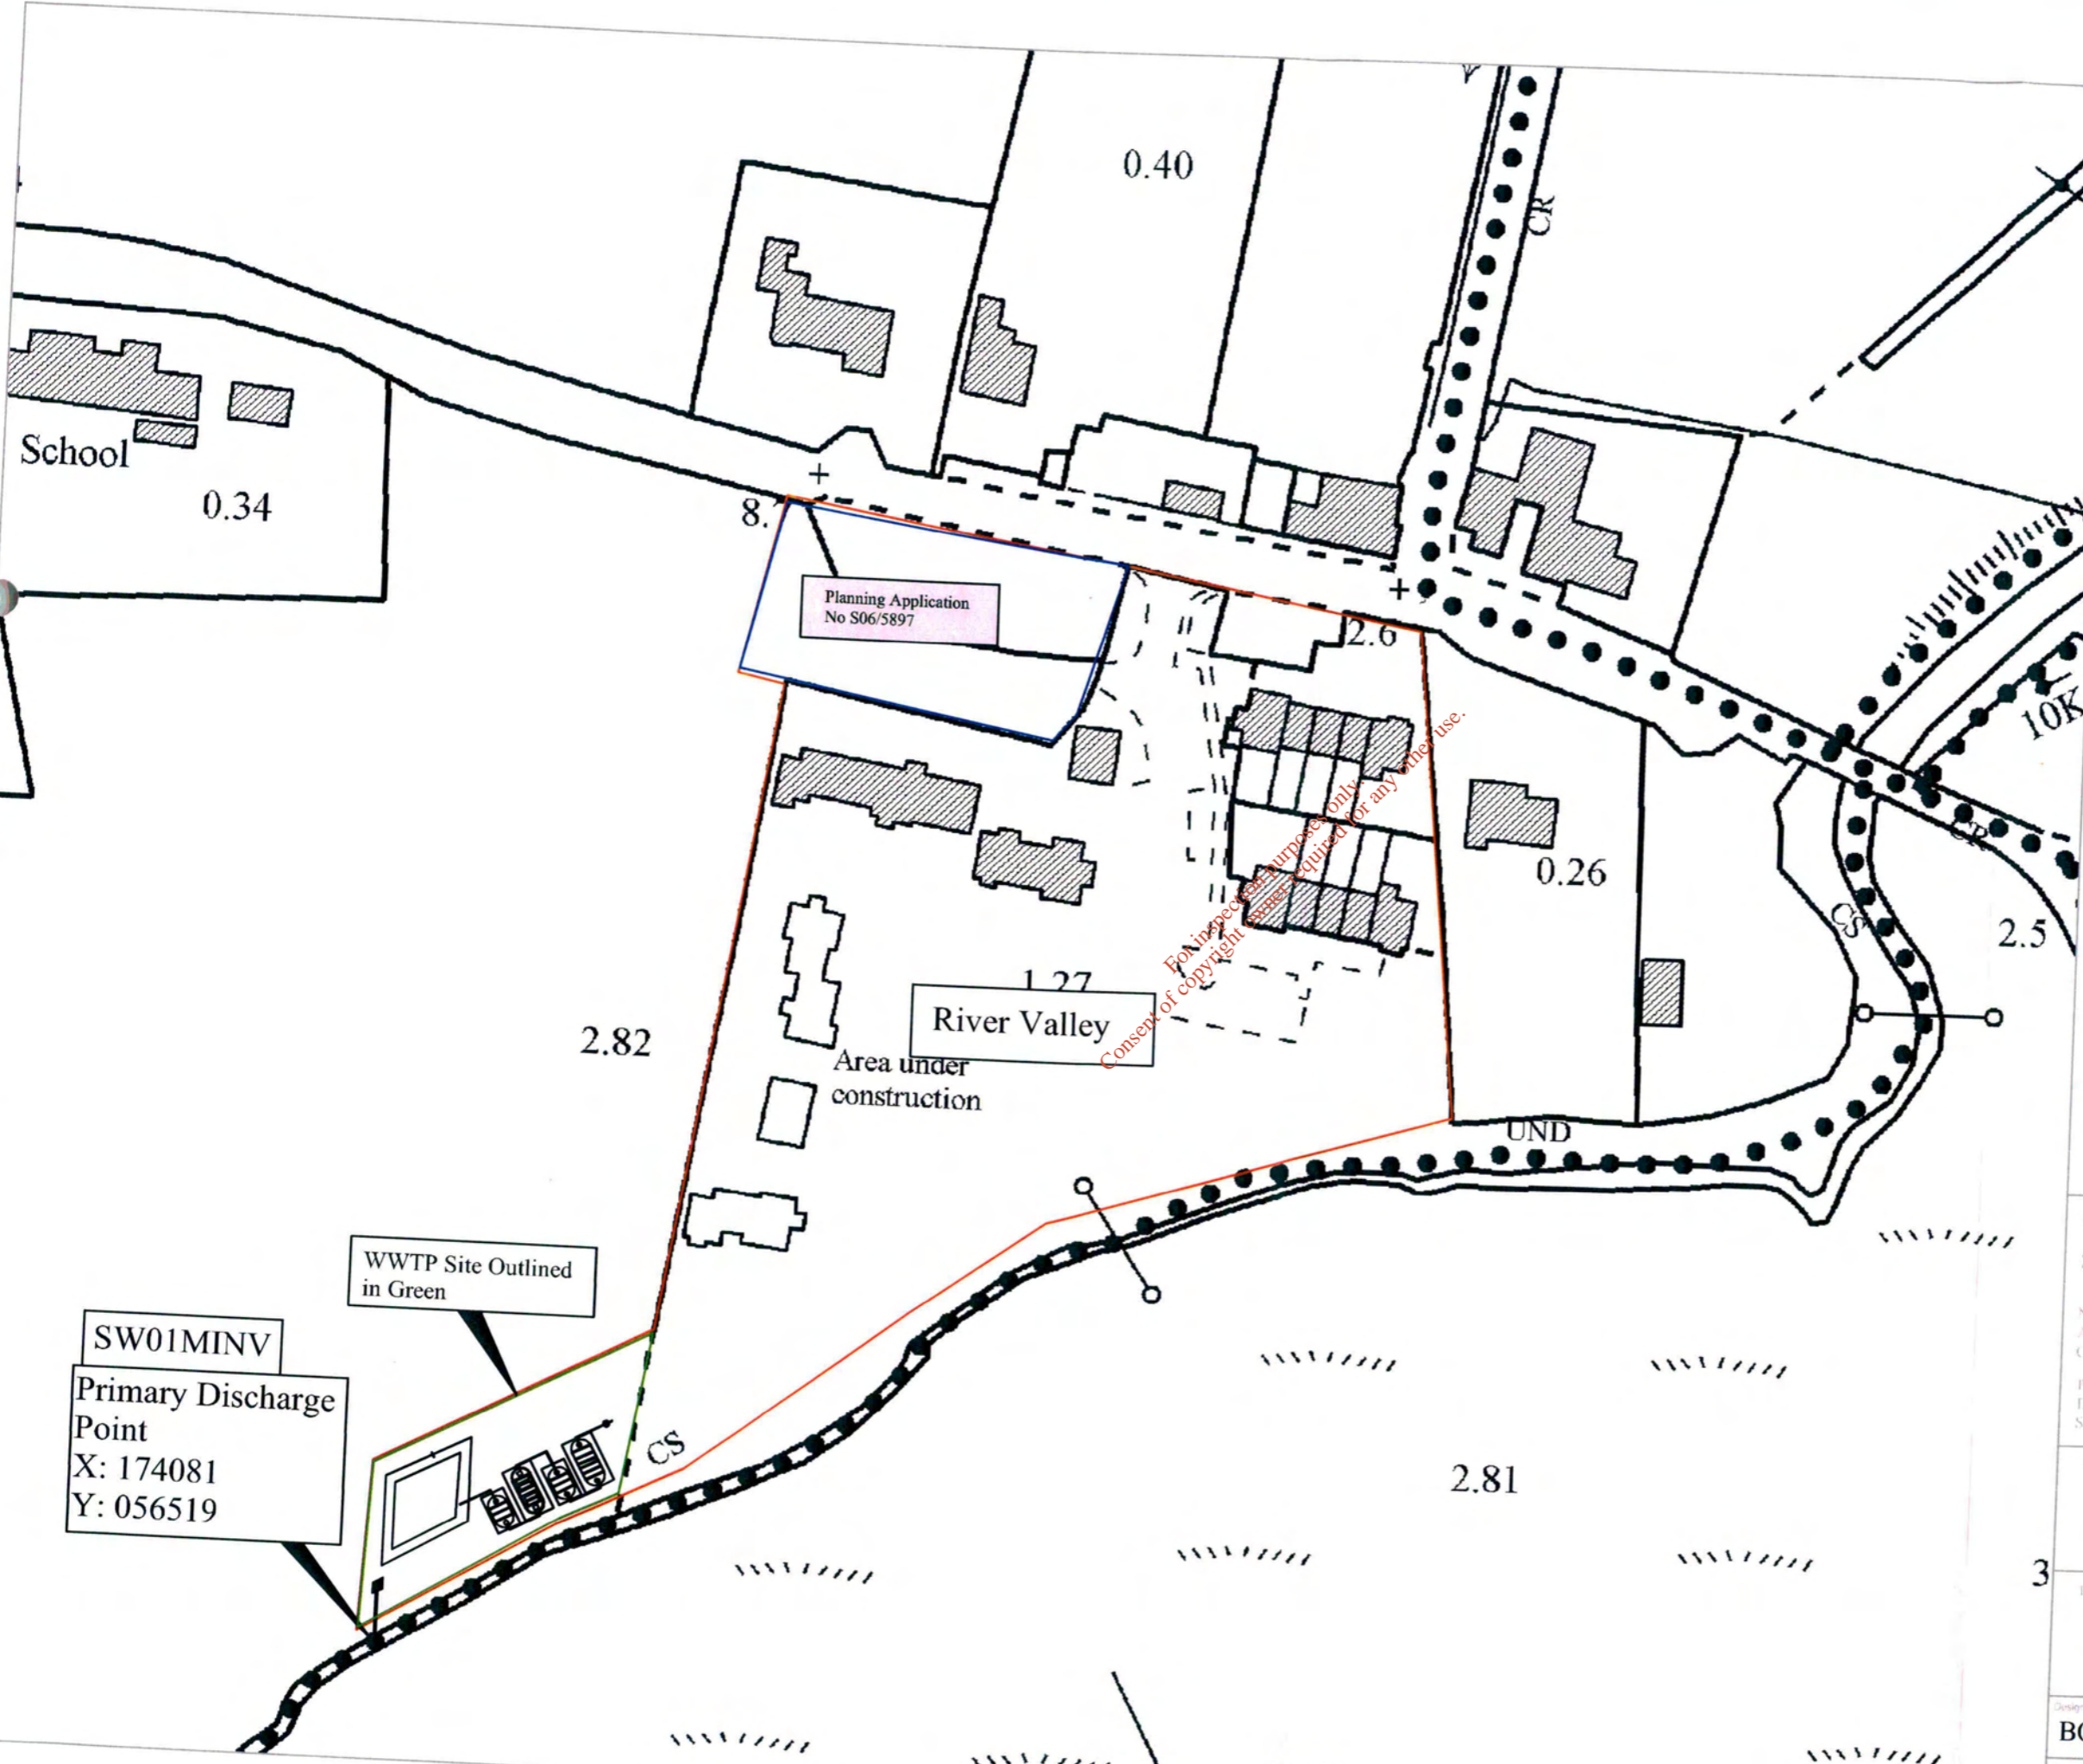 0.40
CR
School
0.34
8.
Planning Application
No S06/5897
2.6
10K
CR
0.26
CS
2.5
1.27
River Valley
2.82
Area under
construction
For inspection purposes only.
Consent of copyright owner required for any other use.
UND
WWTP Site Outlined
in Green
SW01MINV
Primary Discharge
Point
X: 174081
Y: 056519
CS
2.81
3